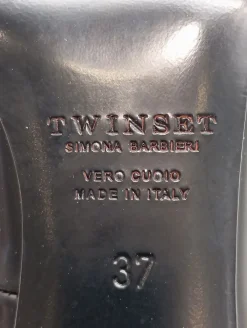 TWINSET
SIMONA BARBIERI
VERO CUOIO
MADE IN ITALY
37